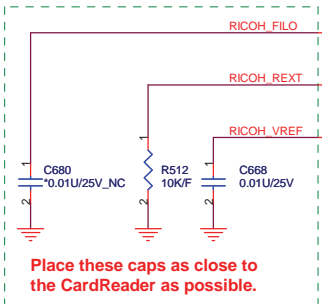 RICOH_FILO
RICOH_REXT
RICOH_VREF
1
1
1
C680
*0.01U/25V_NC
R512
10K/F
C668
0.01U/25V
2
2
2
Place these caps as close to
the CardReader as possible.